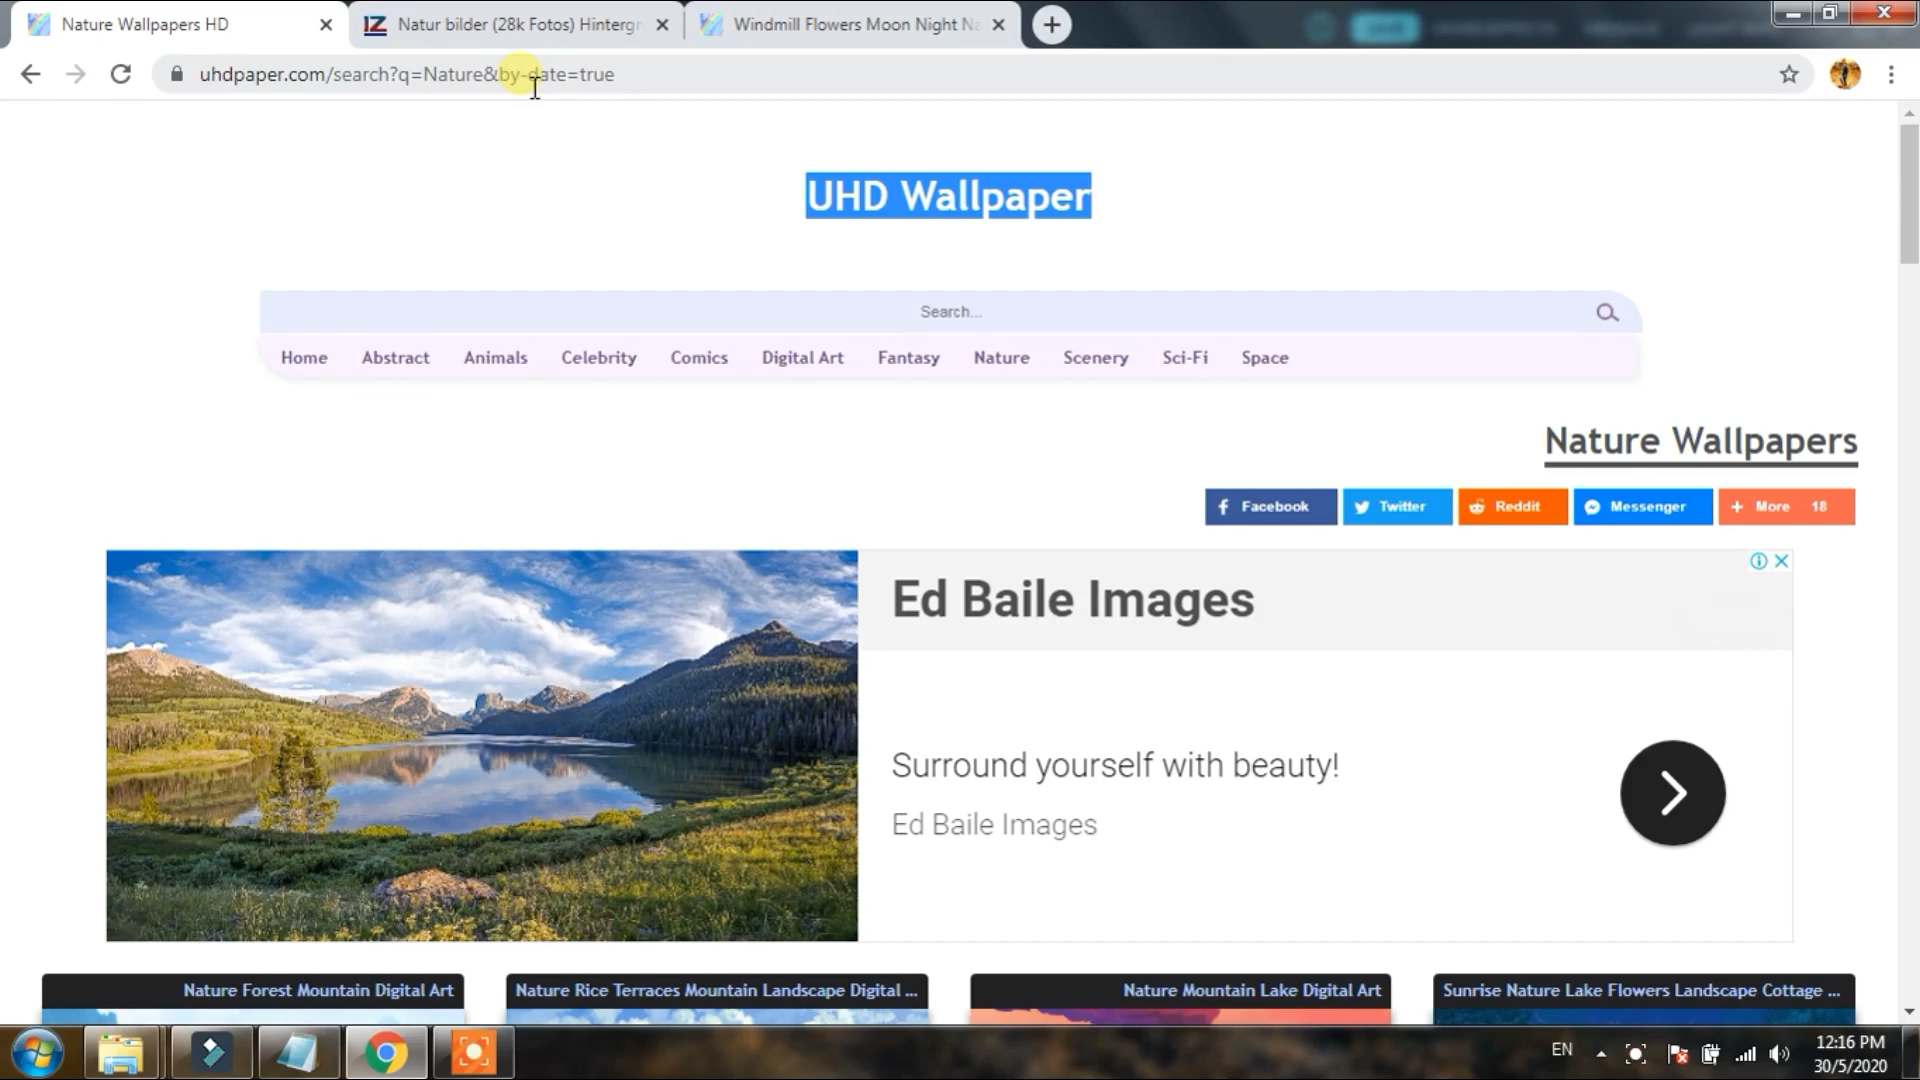 Nature Wallpapers HD
Natur bilder (28k Fotos) Hintergr
Windmill Flowers Moon Night Na
uhdpaper.com/search?q=Nature&by-date=true
UHD Wallpaper
Search...
Home Abstract Animals Celebrity Comics Digital Art Fantasy Nature Scenery Sci-Fi Space
Nature Wallpapers
Facebook Twitter Reddit Messenger More 18
Ed Baile Images
Surround yourself with beauty!
Ed Baile Images
Nature Forest Mountain Digital Art
Nature Rice Terraces Mountain Landscape Digital ...
Nature Mountain Lake Digital Art
Sunrise Nature Lake Flowers Landscape Cottage ...
EN
12:16 PM
30/5/2020